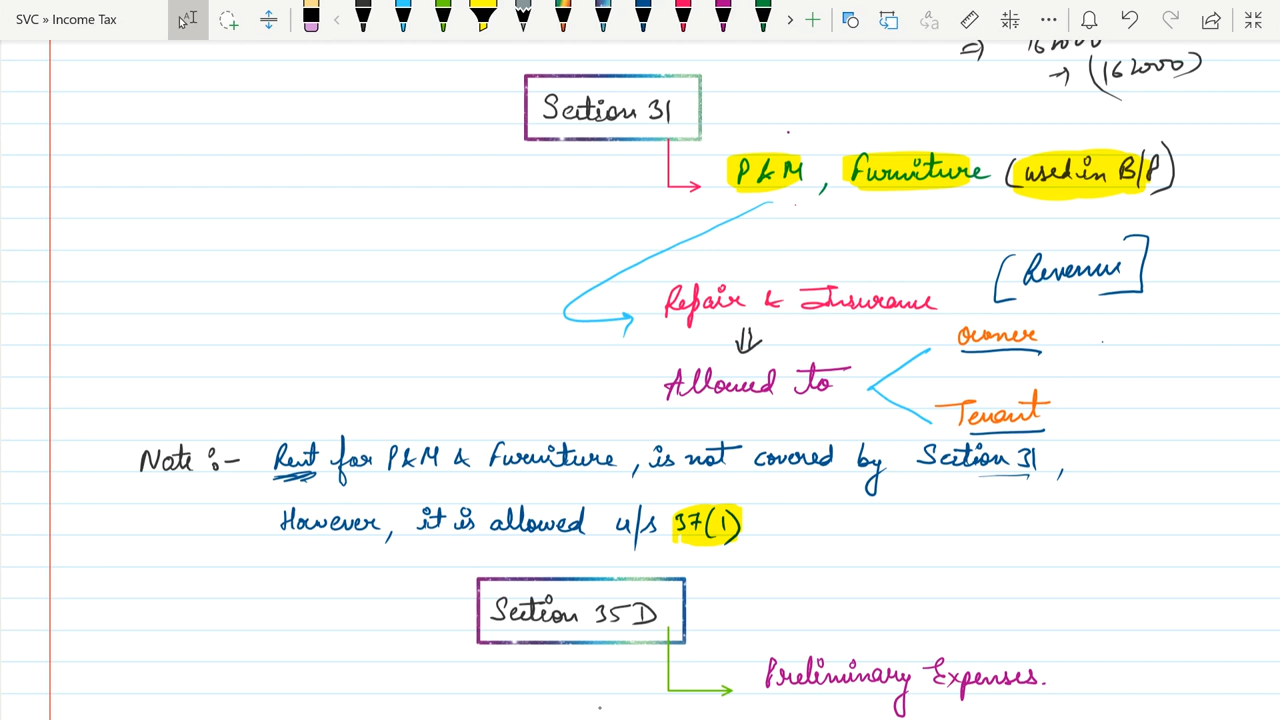 SVC » Income Tax
(162000)
Section 31
P & M, Furniture (used in B/P)
[Revenue]
Repair & Insurance
Owner
Allowed to
Tenant
Note :- Rent for P&M & Furniture, is not covered by Section 31,
However, it is allowed u/s 37(1)
Section 35D
Preliminary Expenses.